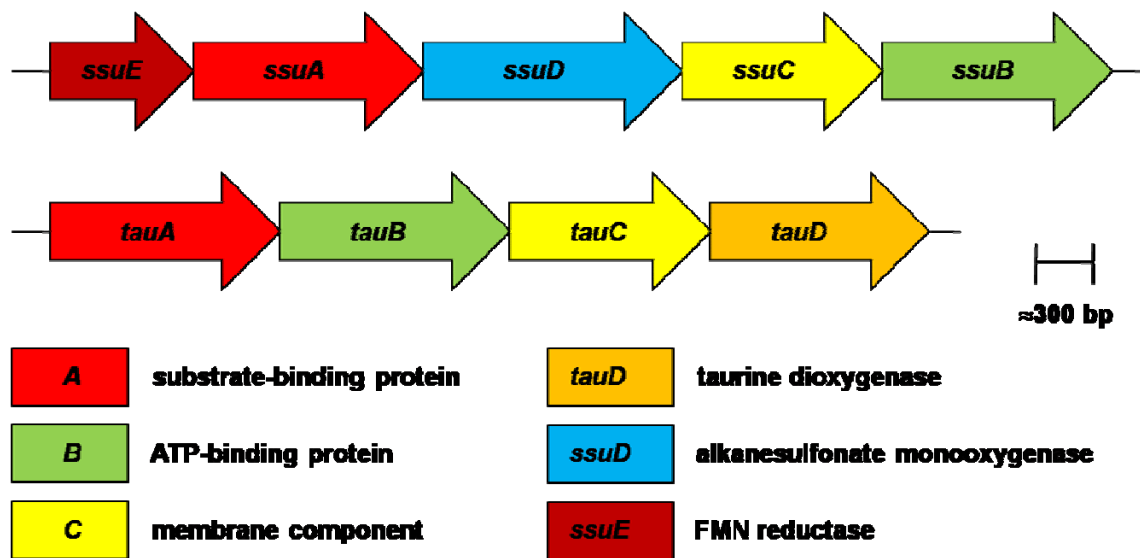 ssuE ssuA ssuD ssuC ssuB
tauA tauB tauC tauD
≈300 bp
A substrate-binding protein tauD taurine dioxygenase
B ATP-binding protein ssuD alkanesulfonate monooxygenase
C membrane component ssuE FMN reductase